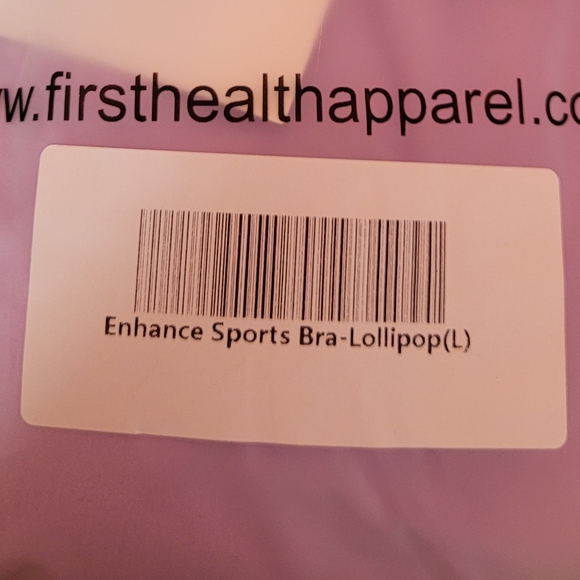 w.firsthealthapparel.co
Enhance Sports Bra-Lollipop(L)